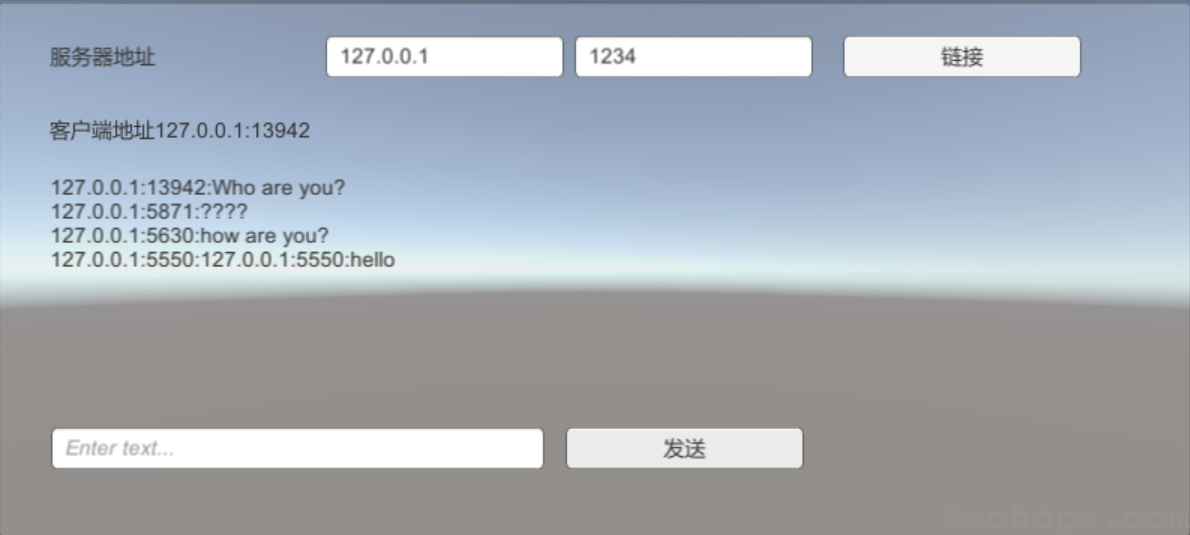 服务器地址 127.0.0.1 1234 链接
客户端地址127.0.0.1:13942
127.0.0.1:13942:Who are you?
127.0.0.1:5871:????
127.0.0.1:5630:how are you?
127.0.0.1:5550:127.0.0.1:5550:hello
Enter text... 发送
leohope.com